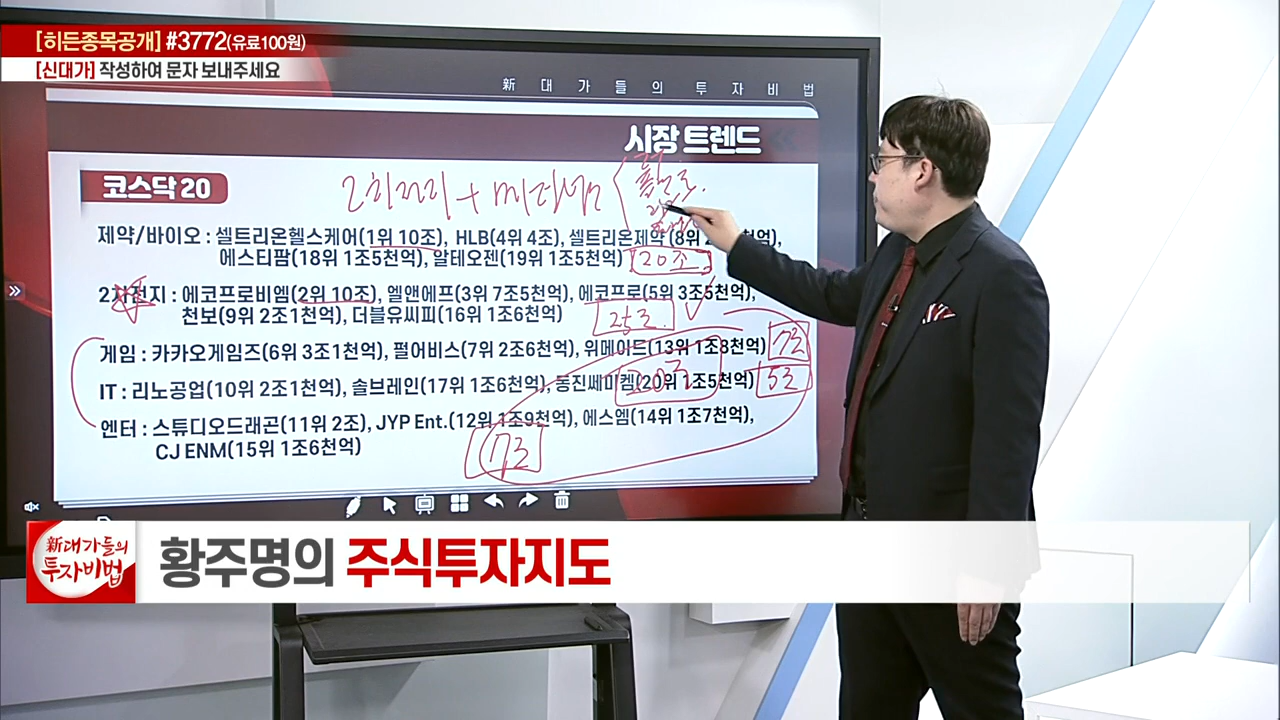 [히든종목공개] #3772(유료100원)
[신대가] 작성하여 문자 보내주세요
新 대 가 들 의 투 자 비 법
시장 트렌드
코스닥 20
제약/바이오 : 셀트리온헬스케어(1위 10조), HLB(4위 4조), 셀트리온제약(8위
에스티팜(18위 1조5천억), 알테오젠(19위 1조5천억) 20조
2차전지 : 에코프로비엠(2위 10조), 엘앤에프(3위 7조5천억), 에코프로(5위 3조5천억),
천보(9위 2조1천억), 더블유씨피(16위 1조6천억)
게임 : 카카오게임즈(6위 3조1천억), 펄어비스(7위 2조6천억), 위메이드(13위 1조8천억) 7조
IT : 리노공업(10위 2조1천억), 솔브레인(17위 1조6천억), 동진쎄미켐(20위 1조5천억) 5조
20조
엔터 : 스튜디오드래곤(11위 2조), JYP Ent.(12위 1조9천억), 에스엠(14위 1조7천억),
CJ ENM(15위 1조6천억) 7조
新대가들의
투자비법
황주명의 주식투자지도